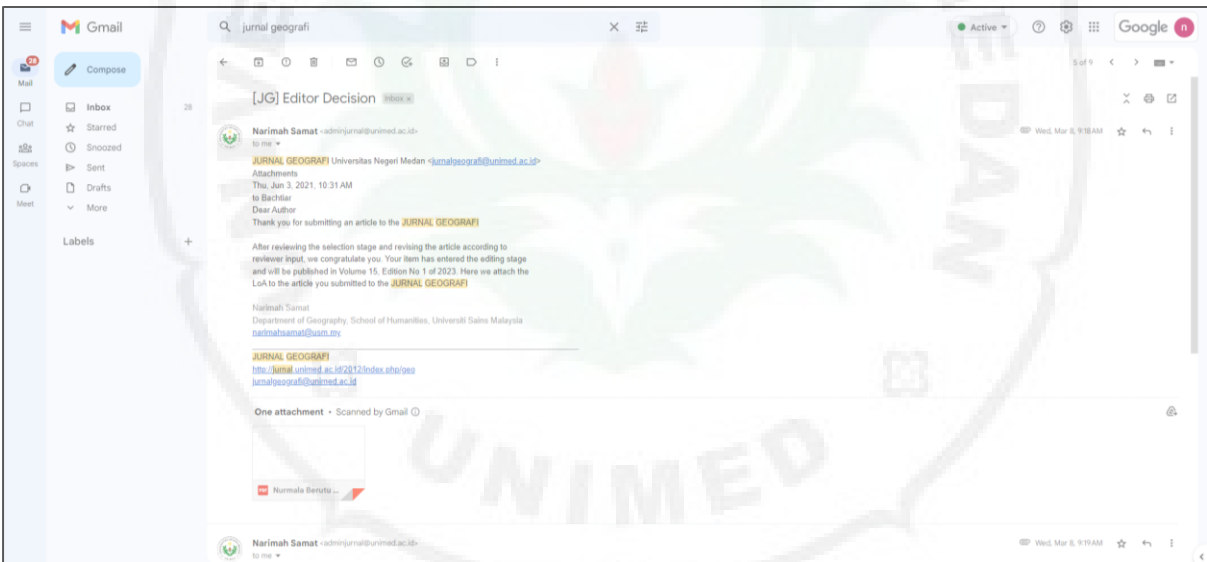 Gmail
jurnal geografi
Active
Google
n
28
Mail
Chat
Spaces
Meet
Compose
Inbox 28
Starred
Snoozed
Sent
Drafts
More
Labels +
5 of 9
[JG] Editor Decision Inbox x
Narimah Samat <adminjurnal@unimed.ac.id> Wed, Mar 8, 9:18 AM
to me
JURNAL GEOGRAFI Universitas Negeri Medan <jurnalgeografi@unimed.ac.id>
Attachments
Thu, Jun 3, 2021, 10:31 AM
to Bachtiar
Dear Author
Thank you for submitting an article to the JURNAL GEOGRAFI
After reviewing the selection stage and revising the article according to
reviewer input, we congratulate you. Your item has entered the editing stage
and will be published in Volume 15, Edition No 1 of 2023. Here we attach the
LoA to the article you submitted to the JURNAL GEOGRAFI
Narimah Samat
Department of Geography, School of Humanities, Universiti Sains Malaysia
narimahsamat@usm.my
JURNAL GEOGRAFI
http://jurnal.unimed.ac.id/2012/index.php/geo
jurnalgeografi@unimed.ac.id
One attachment • Scanned by Gmail
PDF Nurmala Berutu ...
Narimah Samat <adminjurnal@unimed.ac.id> Wed, Mar 8, 9:19 AM
to me
UNIMED